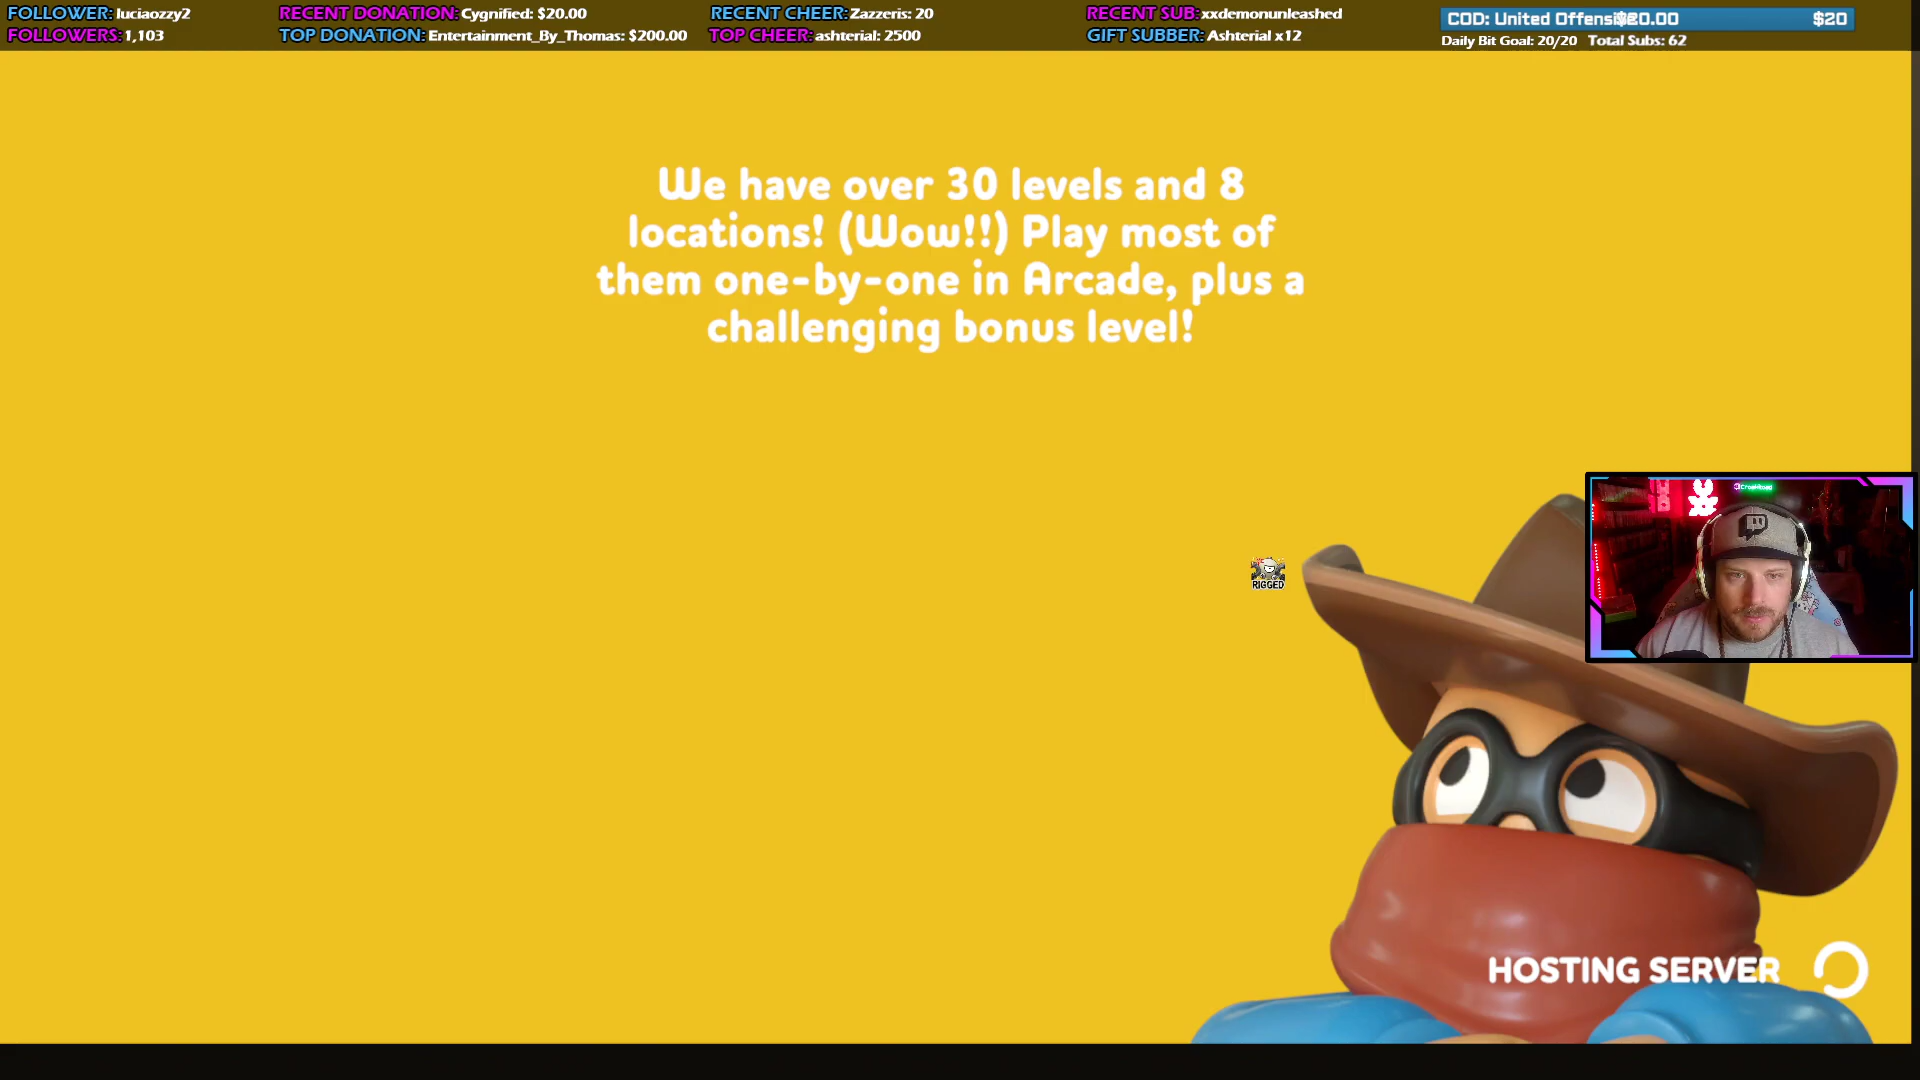 FOLLOWER: luciaozzy2
RECENT DONATION: Cygnified: $20.00
RECENT CHEER: Zazzeris: 20
RECENT SUB: xxdemonunleashed
COD: United Offensi $20
FOLLOWERS: 1,103
TOP DONATION: Entertainment_By_Thomas: $200.00
TOP CHEER: ashterial: 2500
GIFT SUBBER: Ashterial x12
Daily Bit Goal: 20/20 Total Subs: 62
We have over 30 levels and 8
locations! (Wow!!) Play most of
them one-by-one in Arcade, plus a
challenging bonus level!
RIGGED
HOSTING SERVER